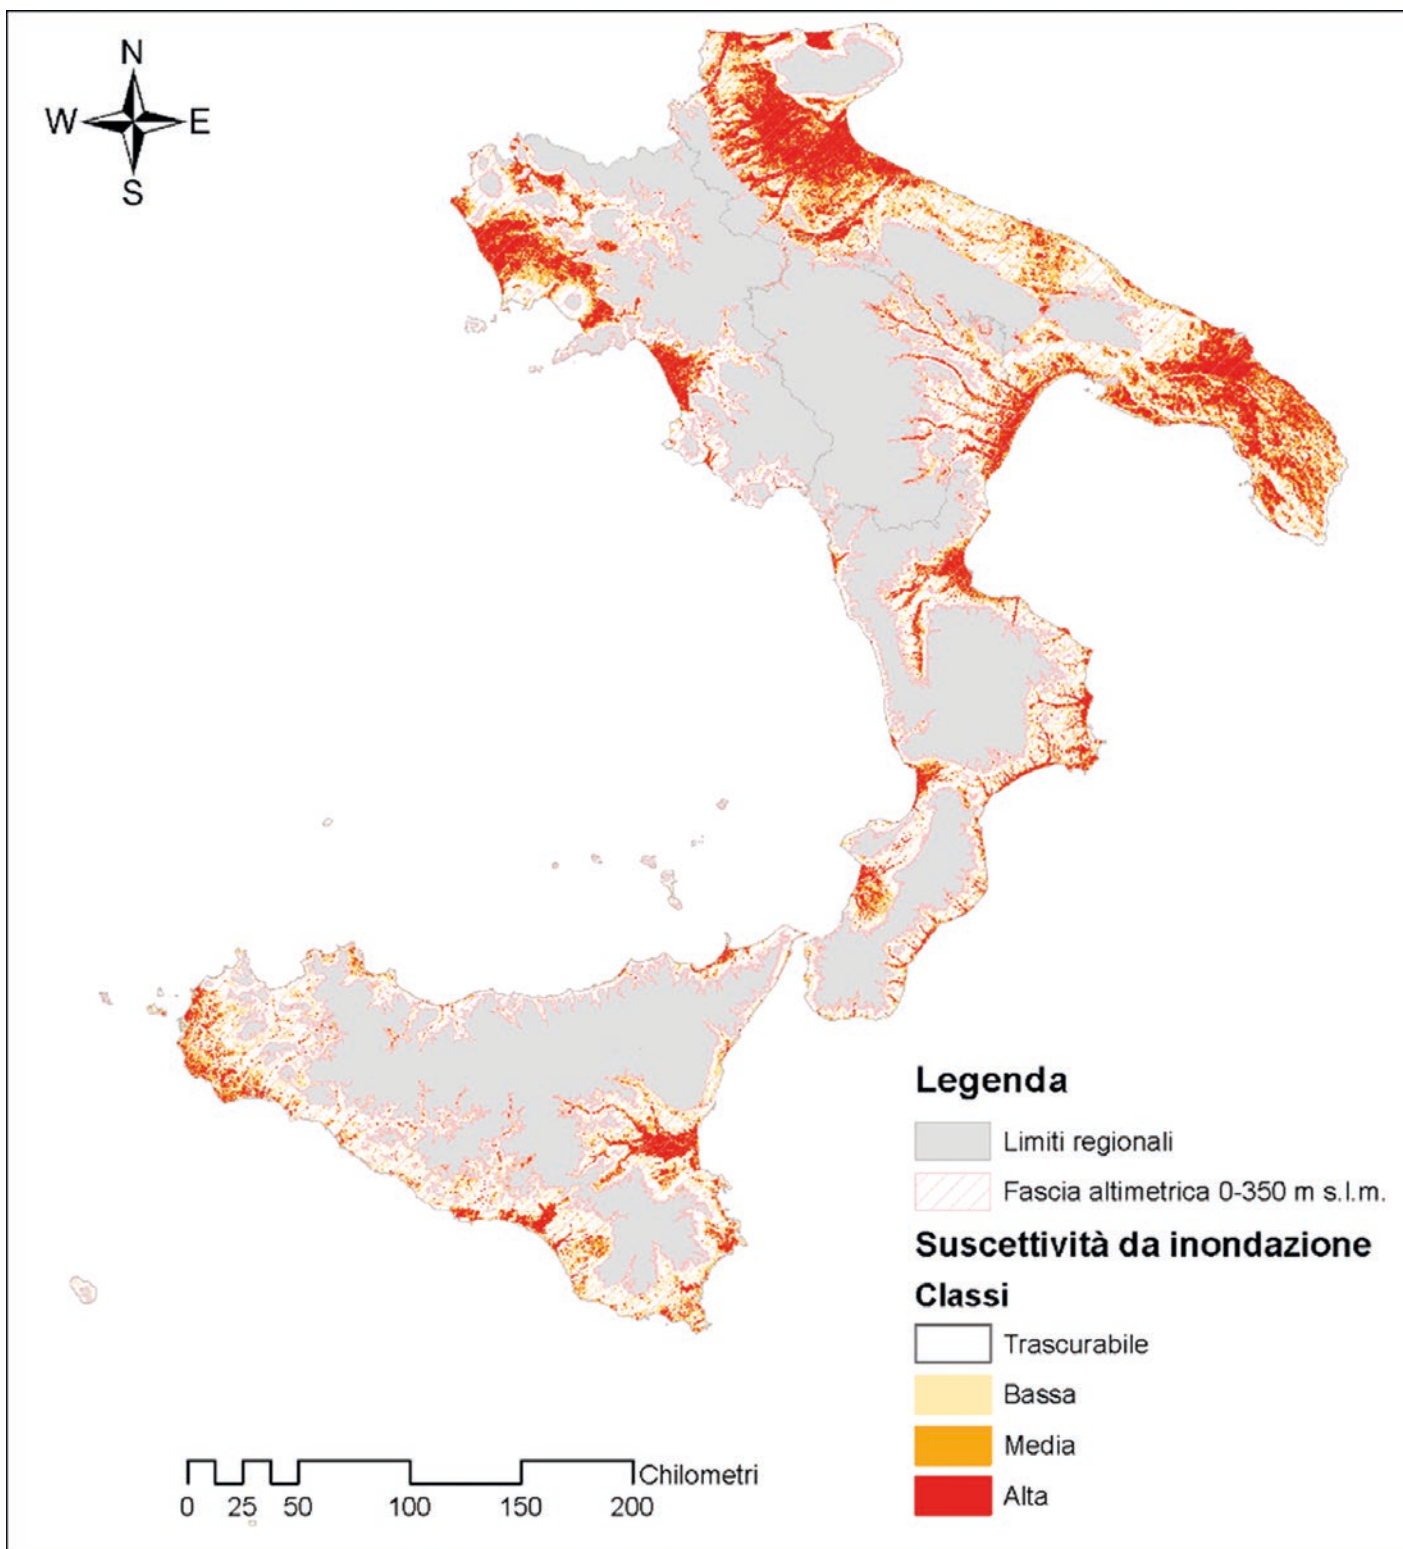 N
W E
S
Legenda
Limiti regionali
Fascia altimetrica 0-350 m s.l.m.
Suscettività da inondazione
Classi
Trascurabile
Bassa
Media
Alta
Chilometri
0 25 50 100 150 200